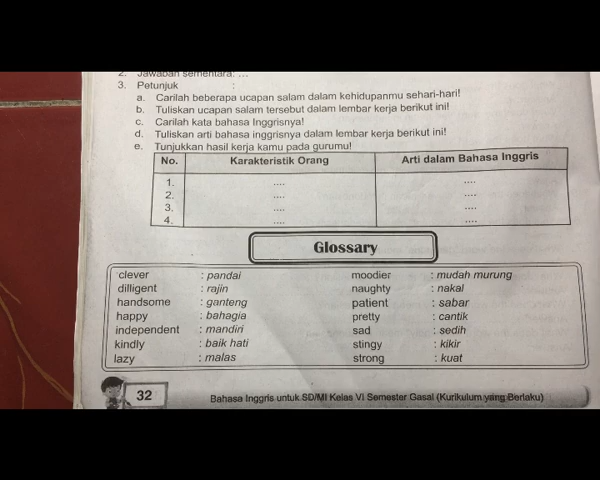 2. Jawaban sementara: ...
3. Petunjuk :
a. Carilah beberapa ucapan salam dalam kehidupanmu sehari-hari!
b. Tuliskan ucapan salam tersebut dalam lembar kerja berikut ini!
c. Carilah kata bahasa Inggrisnya!
d. Tuliskan arti bahasa inggrisnya dalam lembar kerja berikut ini!
e. Tunjukkan hasil kerja kamu pada gurumu!
No. Karakteristik Orang Arti dalam Bahasa Inggris
1. .... ....
2. .... ....
3. .... ....
4. .... ....
Glossary
clever : pandai moodier : mudah murung
dilligent : rajin naughty : nakal
handsome : ganteng patient : sabar
happy : bahagia pretty : cantik
independent : mandiri sad : sedih
kindly : baik hati stingy : kikir
lazy : malas strong : kuat
32 Bahasa Inggris untuk SD/MI Kelas VI Semester Gasal (Kurikulum yang Berlaku)